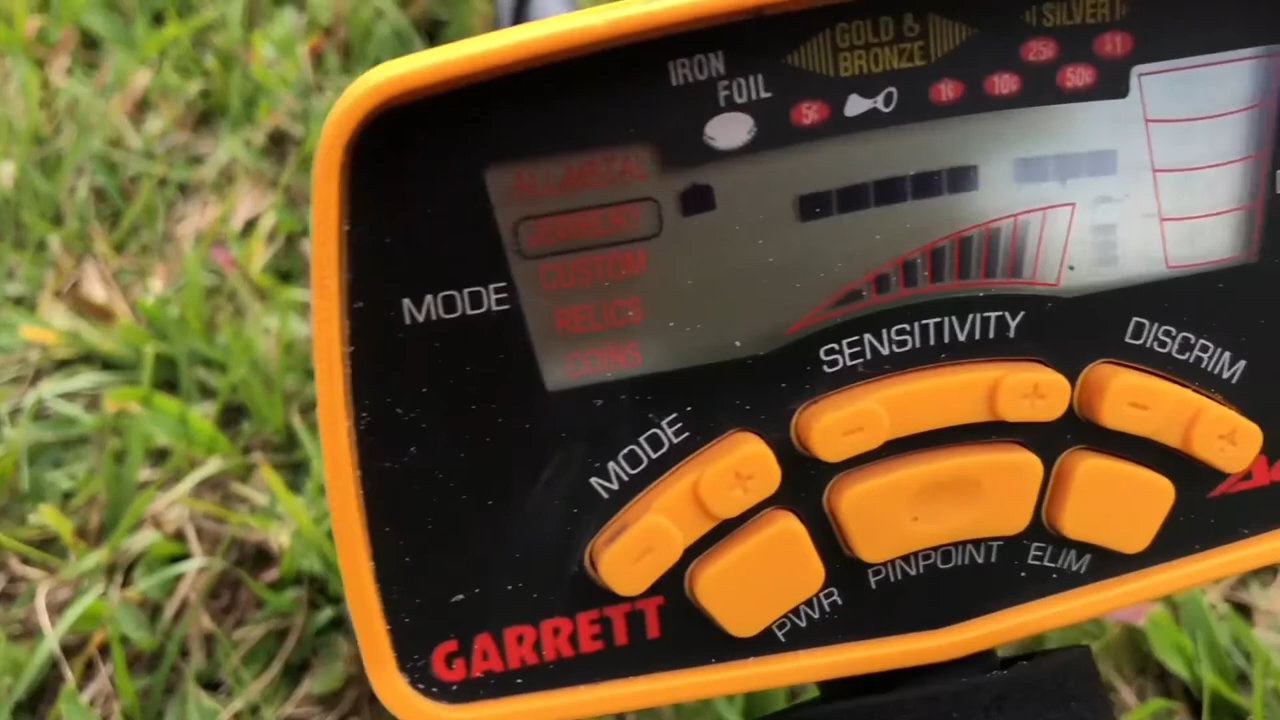 GOLD & SILVER
IRON BRONZE
FOIL 25¢ $1
5¢ 1¢ 10¢ 50¢
ALL METAL
JEWELRY
CUSTOM
MODE RELICS
COINS
SENSITIVITY DISCRIM
- + - +
MODE
- +
PWR PINPOINT ELIM
GARRETT